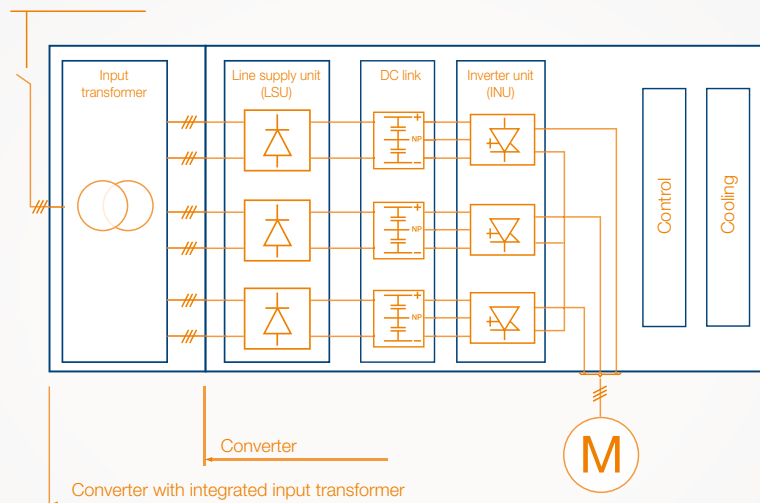 Input
transformer
Line supply unit
(LSU)
DC link
Inverter unit
(INU)
+
NP
−
+
NP
−
+
NP
−
Control
Cooling
M
Converter
Converter with integrated input transformer